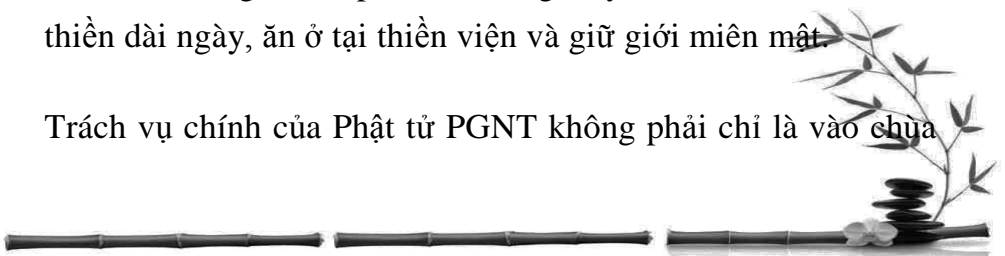 thiền dài ngày, ăn ở tại thiền viện và giữ giới miên mật.
Trách vụ chính của Phật tử PGNT không phải chỉ là vào chùa